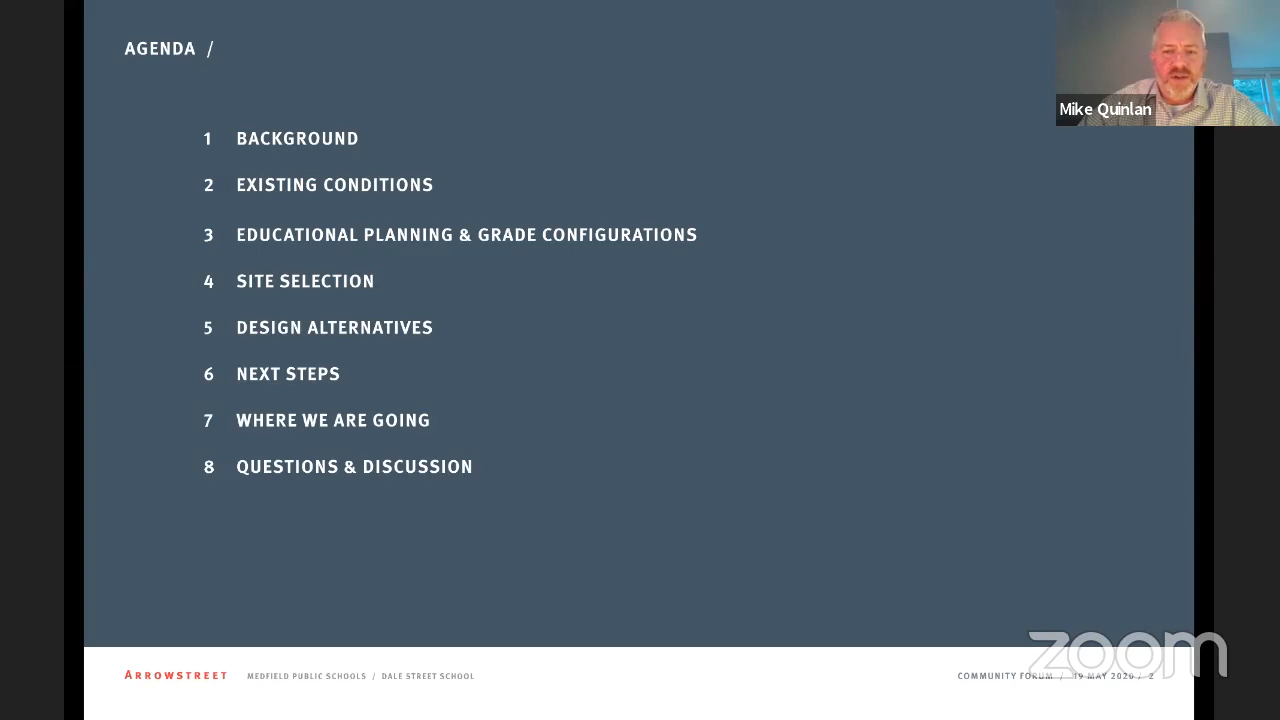 AGENDA /
Mike Quinlan
1 BACKGROUND
2 EXISTING CONDITIONS
3 EDUCATIONAL PLANNING & GRADE CONFIGURATIONS
4 SITE SELECTION
5 DESIGN ALTERNATIVES
6 NEXT STEPS
7 WHERE WE ARE GOING
8 QUESTIONS & DISCUSSION
zoom
ARROWSTREET MEDFIELD PUBLIC SCHOOLS / DALE STREET SCHOOL COMMUNITY FORUM / 19 MAY 2020 / 2